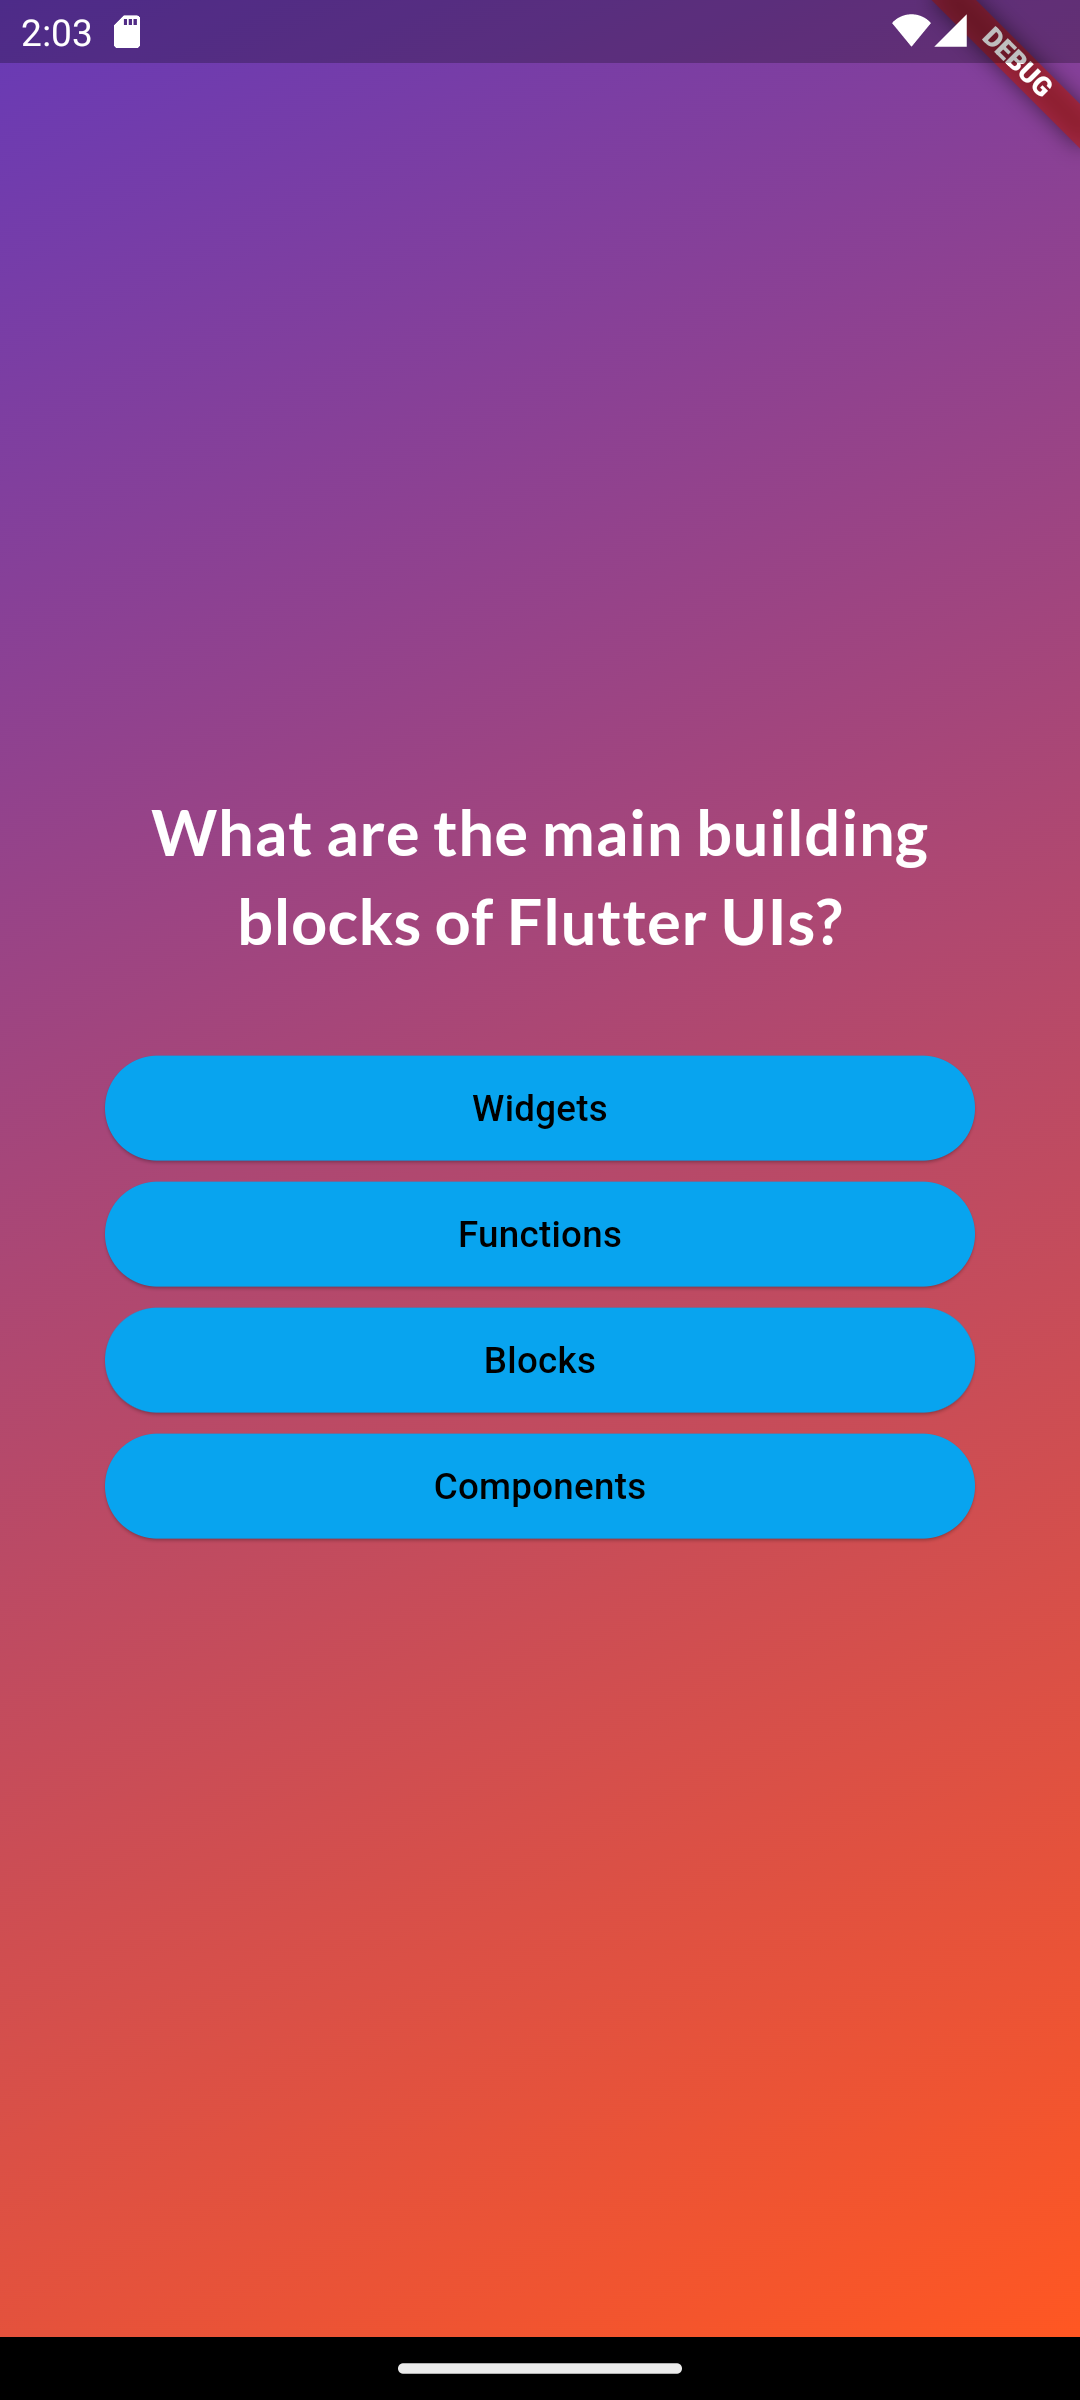 2:03
DEBUG
What are the main building
blocks of Flutter UIs?
Widgets
Functions
Blocks
Components